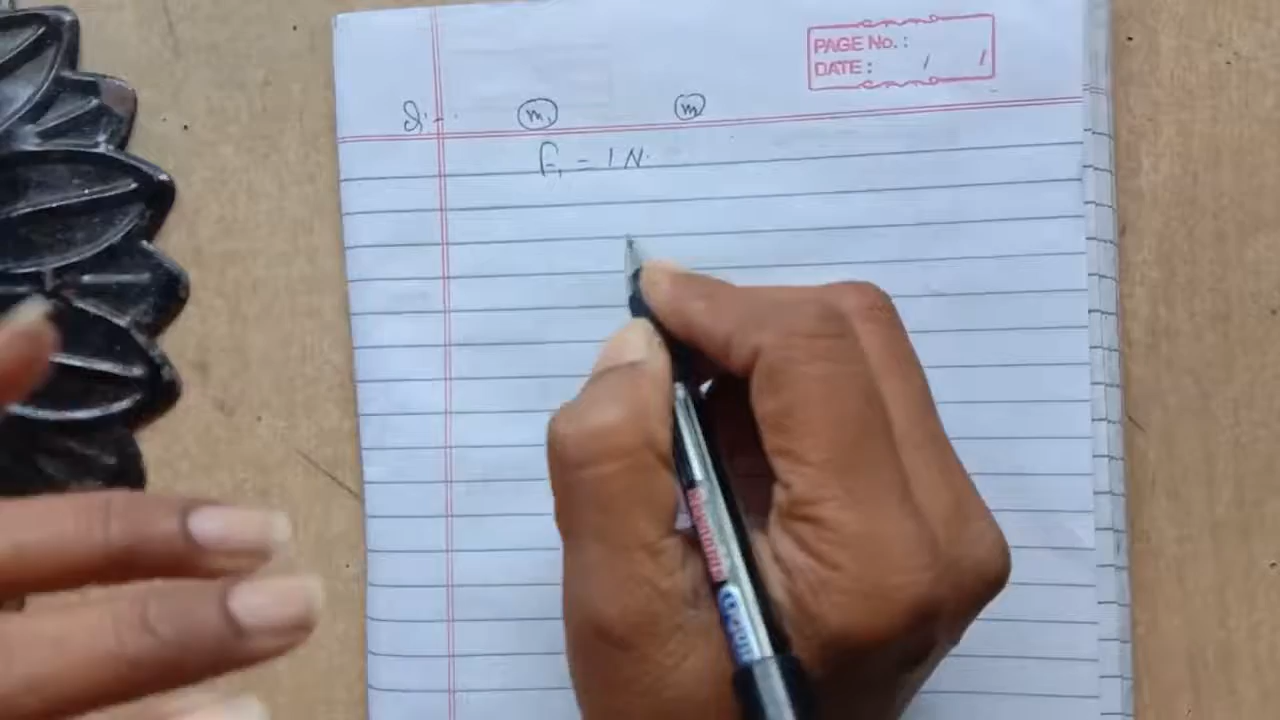 PAGE No. :
DATE : / /
Q:- m₁ m
F₁ = 1 N.